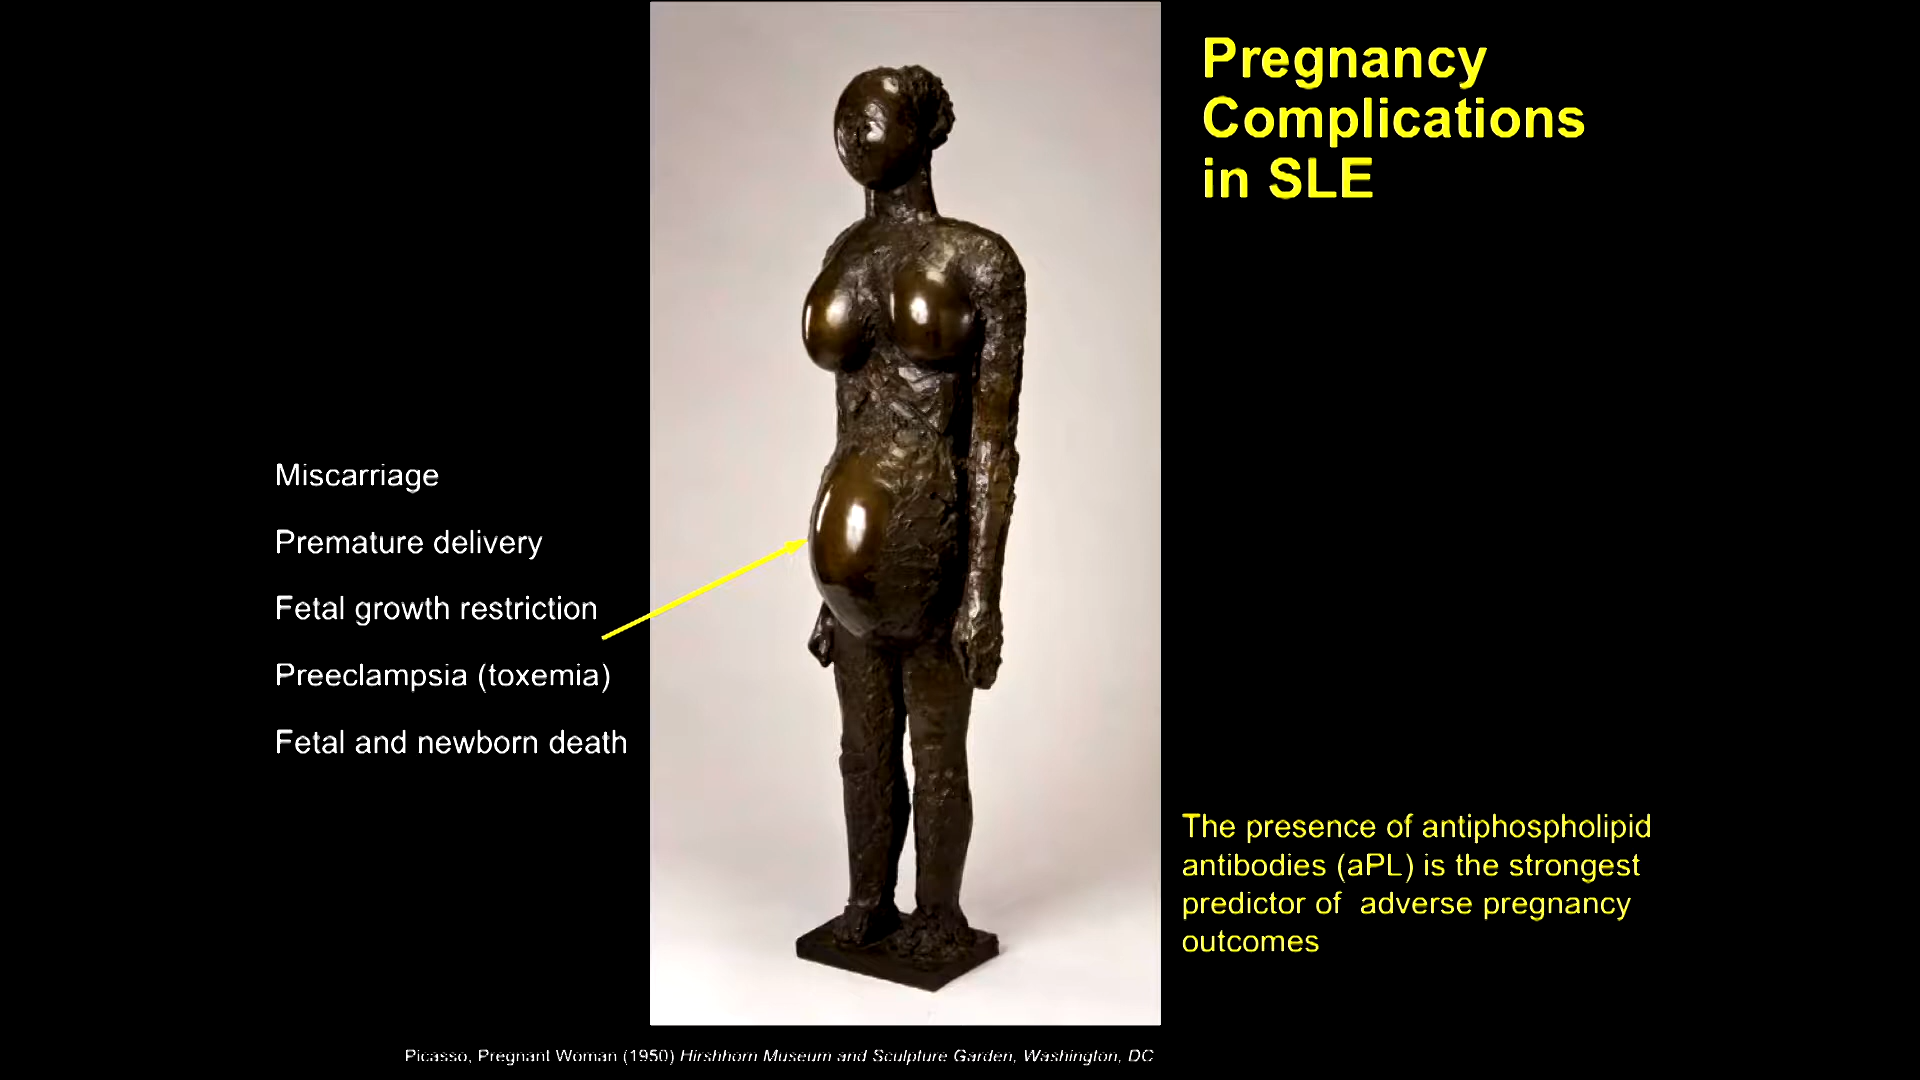 Pregnancy
Complications
in SLE
Miscarriage
Premature delivery
Fetal growth restriction
Preeclampsia (toxemia)
Fetal and newborn death
The presence of antiphospholipid
antibodies (aPL) is the strongest
predictor of  adverse pregnancy
outcomes
Picasso, Pregnant Woman (1950) Hirshhorn Museum and Sculpture Garden, Washington, DC